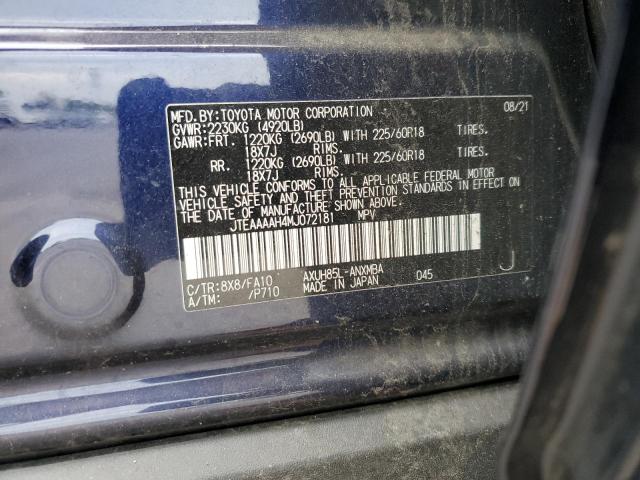 MFD. BY: TOYOTA MOTOR CORPORATION 08/21
GVWR: 2230KG (4920LB)
GAWR: FRT. 1220KG (2690LB) WITH 225/60R18 TIRES.
18X7J RIMS.
RR. 1220KG (2690LB) WITH 225/60R18 TIRES.
18X7J RIMS.
THIS VEHICLE CONFORMS TO ALL APPLICABLE FEDERAL MOTOR
VEHICLE SAFETY AND THEFT PREVENTION STANDARDS IN EFFECT ON
THE DATE OF MANUFACTURE SHOWN ABOVE.
JTEAAAAH4MJ072181 MPV
C/TR: 8X8/FA10 AXUH85L-ANXMBA 045 J
A/TM: /P710 MADE IN JAPAN